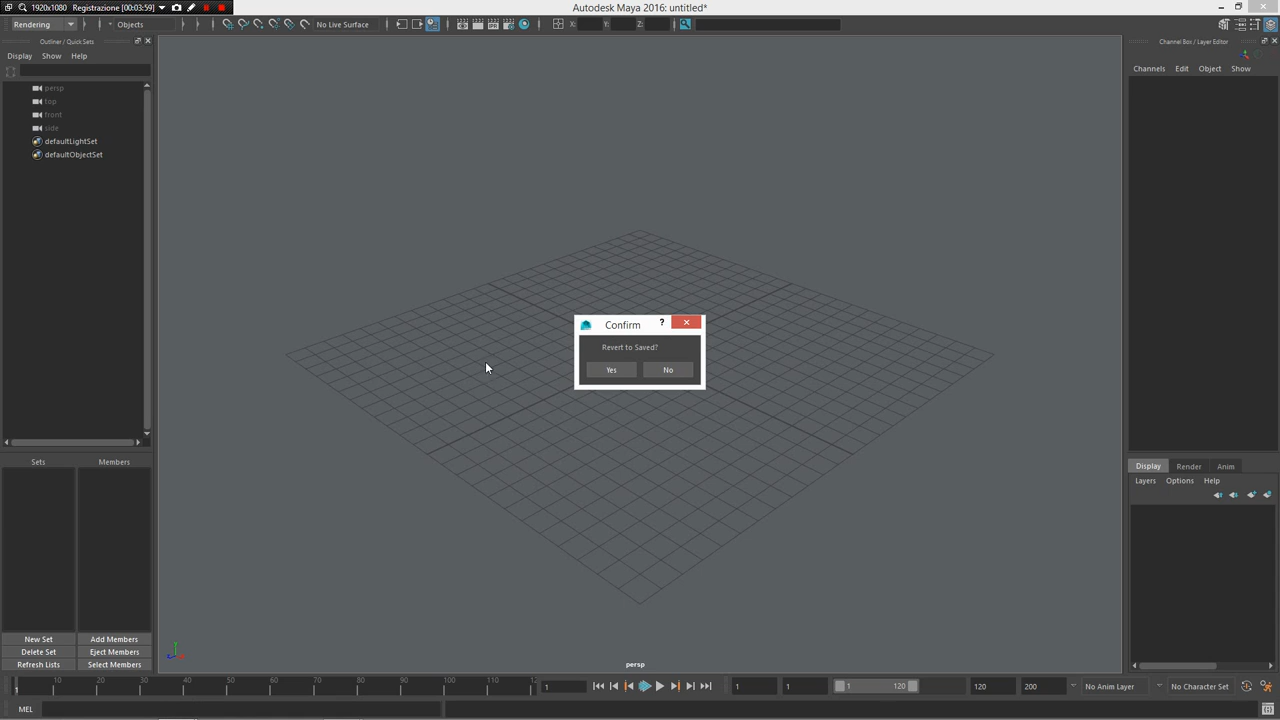 1920x1080 Registrazione [00:03:59]
Autodesk Maya 2016: untitled*
Rendering
Objects
No Live Surface
X:
Y:
Z:
Outliner / Quick Sets
Channel Box / Layer Editor
Display Show Help
Channels Edit Object Show
persp
top
front
side
defaultLightSet
defaultObjectSet
Confirm
?
Revert to Saved?
Yes No
Sets Members
Display Render Anim
Layers Options Help
New Set Add Members
Delete Set Eject Members
Refresh Lists Select Members
persp
10 20 30 40 50 60 70 80 90 100 110 12
1
1
1
1 120
120
200
No Anim Layer
No Character Set
MEL